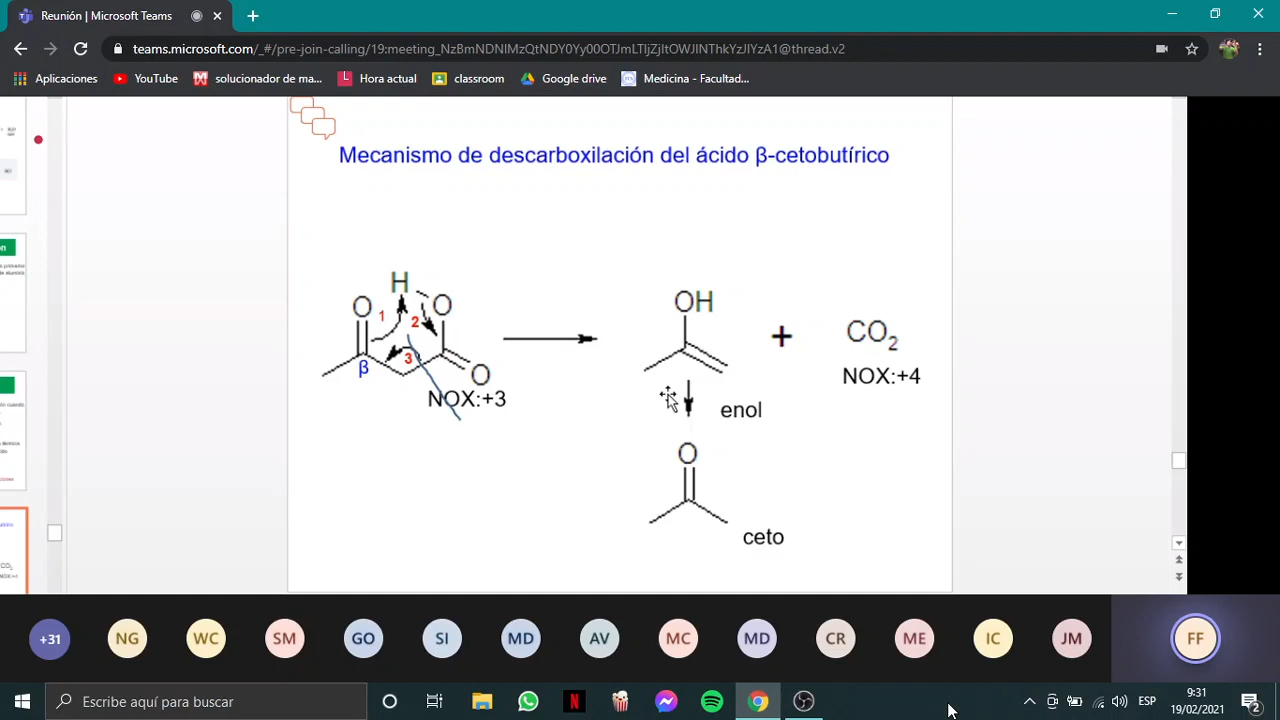 Reunión | Microsoft Teams
teams.microsoft.com/_#/pre-join-calling/19:meeting_NzBmNDNlMzQtNDY0Yy00OTJmLTljZjItOWJlNThkYzJlYzA1@thread.v2
Aplicaciones YouTube solucionador de ma... Hora actual classroom Google drive Medicina - Facultad...
Mecanismo de descarboxilación del ácido β-cetobutírico
H
O 1 2 O
3
β O
NOX:+3
OH
+ CO2
NOX:+4
enol
O
ceto
+31 NG WC SM GO SI MD AV MC MD CR ME IC JM FF
Escribe aquí para buscar
ESP
9:31
19/02/2021
2